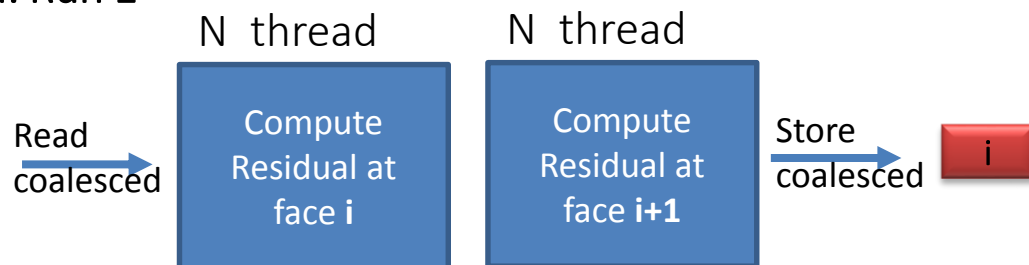 N thread
N thread
Read
coalesced
Compute
Residual at
face i
Compute
Residual at
face i+1
Store
coalesced
i